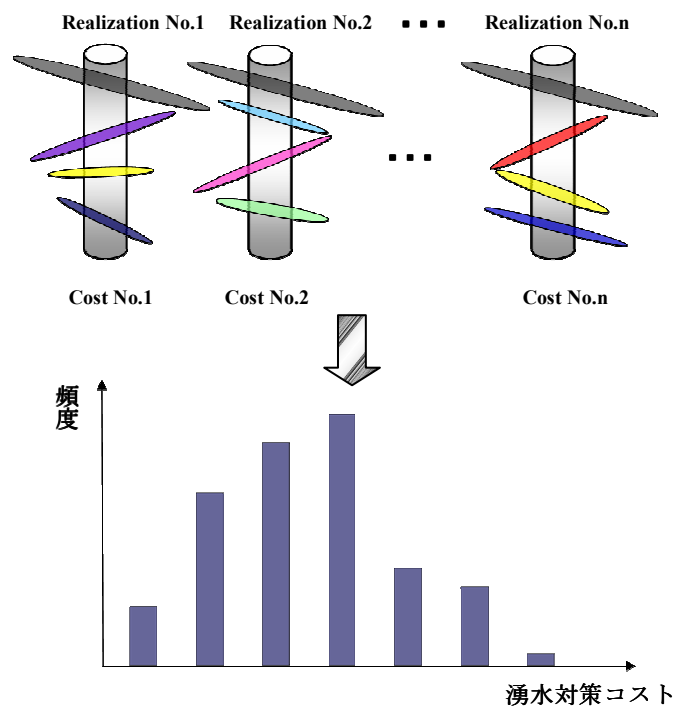 Realization No.1 Realization No.2 ▪▪▪ Realization No.n
▪▪▪
Cost No.1 Cost No.2 Cost No.n
頻度
湧水対策コスト